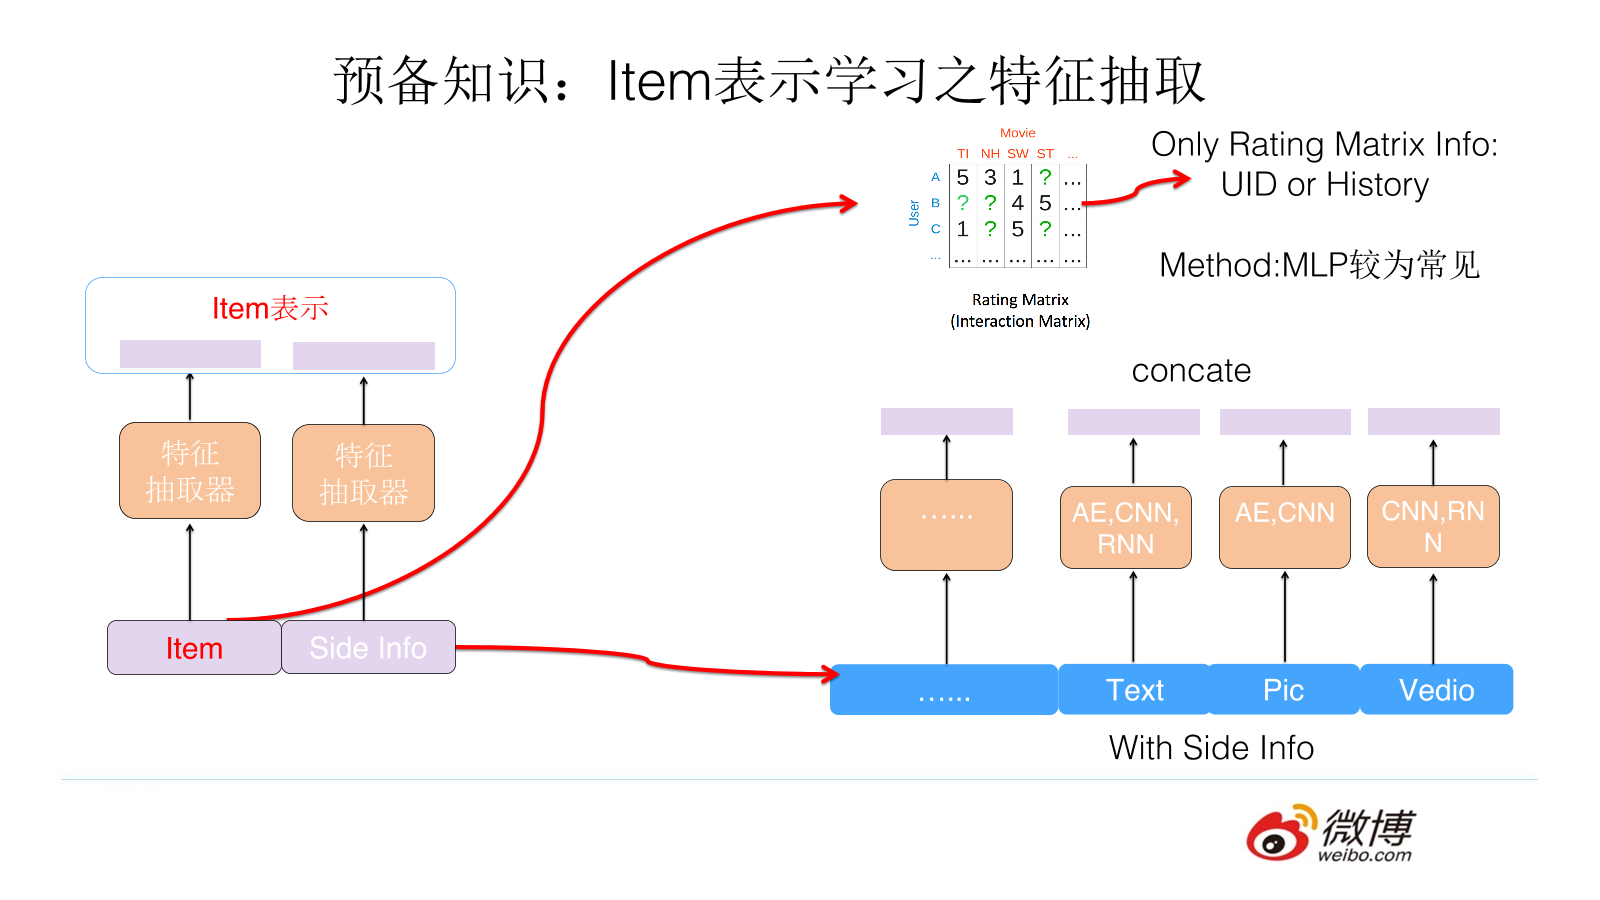 预备知识：Item表示学习之特征抽取
Movie
TI NH SW ST ...
User
A 5 3 1 ? ...
B ? ? 4 5 ...
C 1 ? 5 ? ...
... ... ... ... ... ...
Rating Matrix
(Interaction Matrix)
Only Rating Matrix Info:
UID or History
Method:MLP较为常见
Item表示
特征
抽取器
特征
抽取器
Item
Side Info
concate
…...
AE,CNN,
RNN
AE,CNN
CNN,RN
N
…...
Text
Pic
Vedio
With Side Info
微博
weibo.com